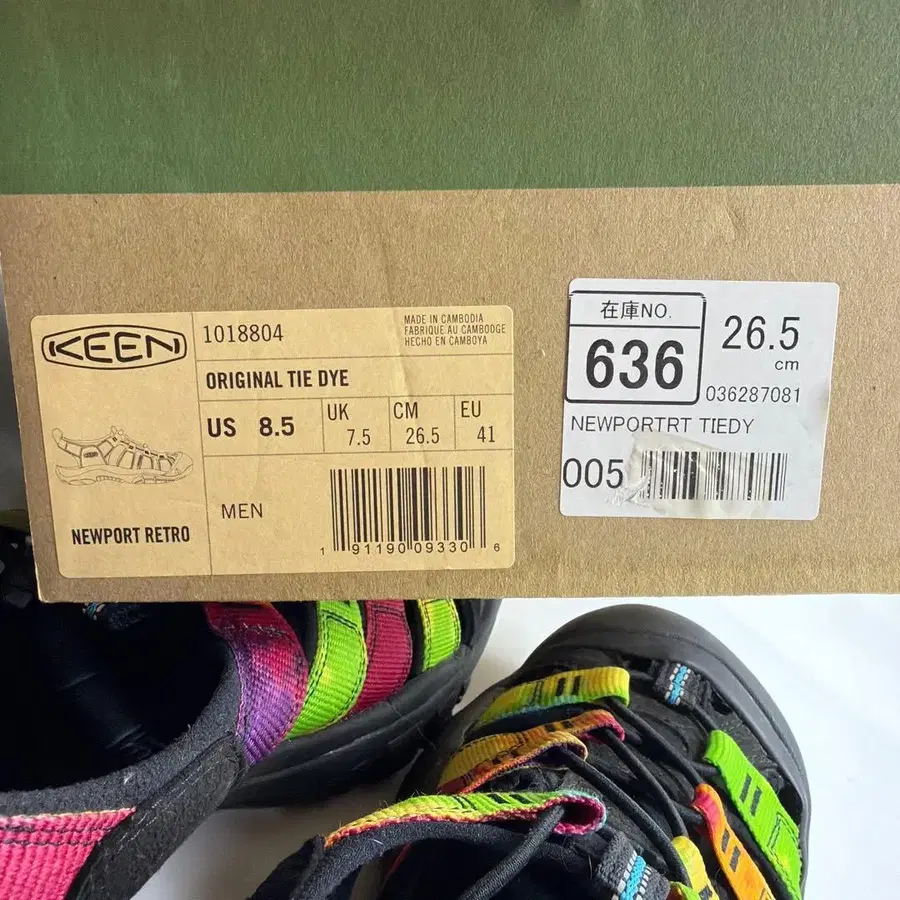 KEEN
1018804
MADE IN CAMBODIA
FABRIQUE AU CAMBODGE
HECHO EN CAMBOYA
ORIGINAL TIE DYE
US 8.5
UK 7.5
CM 26.5
EU 41
MEN
NEWPORT RETRO
1 91190 09330 6
在庫NO.
636
26.5
cm
036287081
NEWPORTRT TIEDY
005